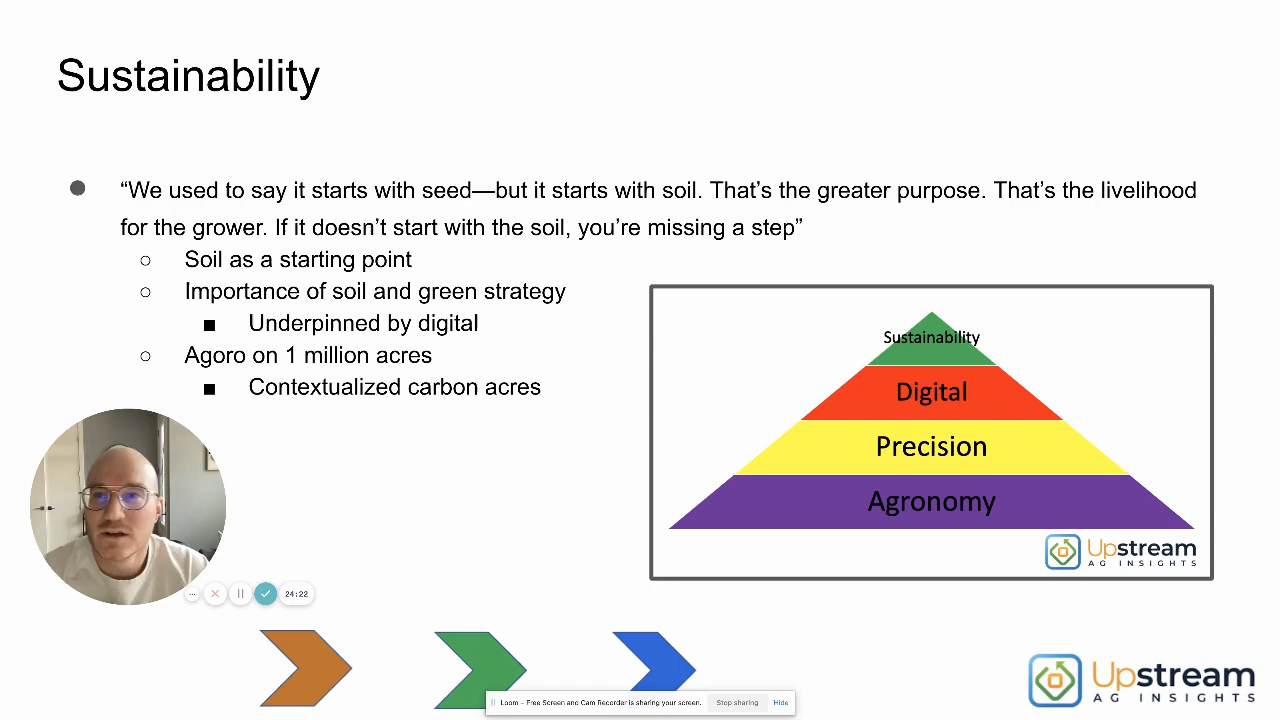 Sustainability
“We used to say it starts with seed—but it starts with soil. That’s the greater purpose. That’s the livelihood
for the grower. If it doesn’t start with the soil, you’re missing a step”
Soil as a starting point
Importance of soil and green strategy
Underpinned by digital
Agoro on 1 million acres
Contextualized carbon acres
Sustainability
Digital
Precision
Agronomy
Upstream
AG INSIGHTS
24:22
Loom – Free Screen and Cam Recorder is sharing your screen.
Stop sharing
Hide
Upstream
AG INSIGHTS